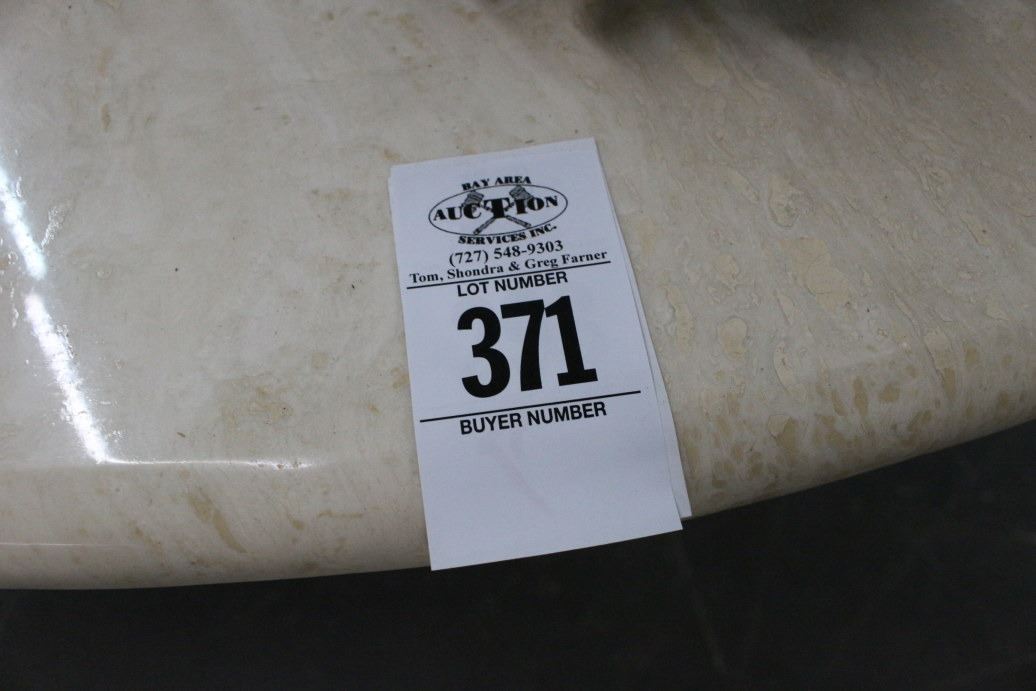 BAY AREA
AUCTION
SERVICES INC.
(727) 548-9303
Tom, Shondra & Greg Farner
LOT NUMBER
371
BUYER NUMBER